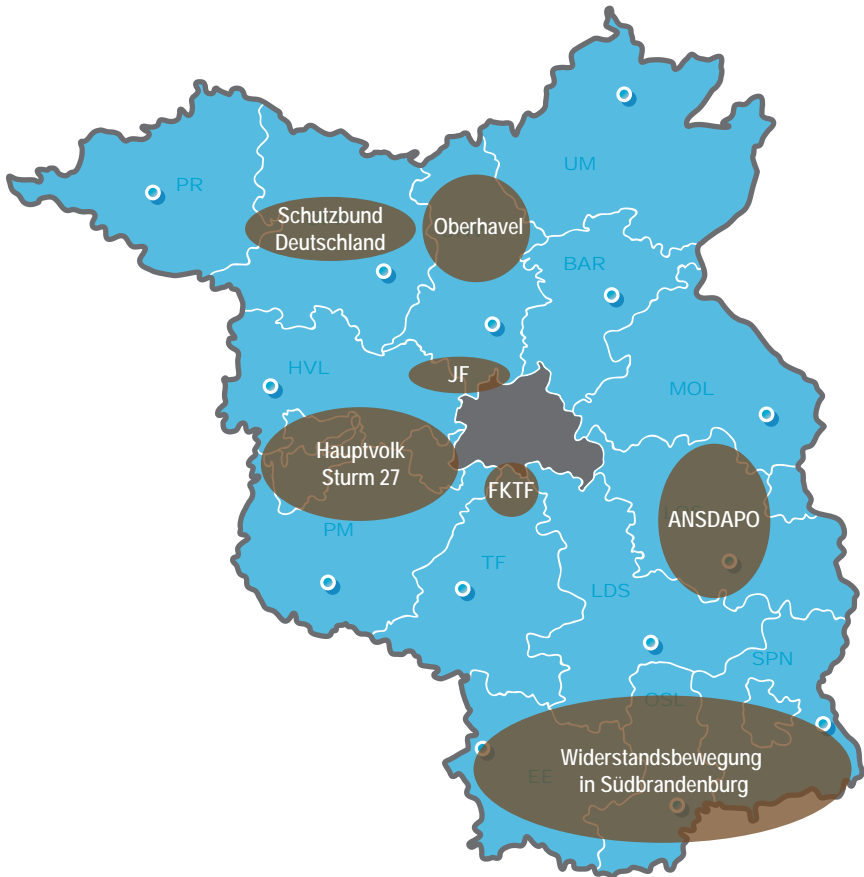 UM
PR
Schutzbund
Deutschland
Oberhavel
BAR
HVL
JF
MOL
Hauptvolk
Sturm 27
FKTF
ANSDAPO
PM
TF
LDS
SPN
OSL
Widerstandsbewegung
in Südbrandenburg
EE